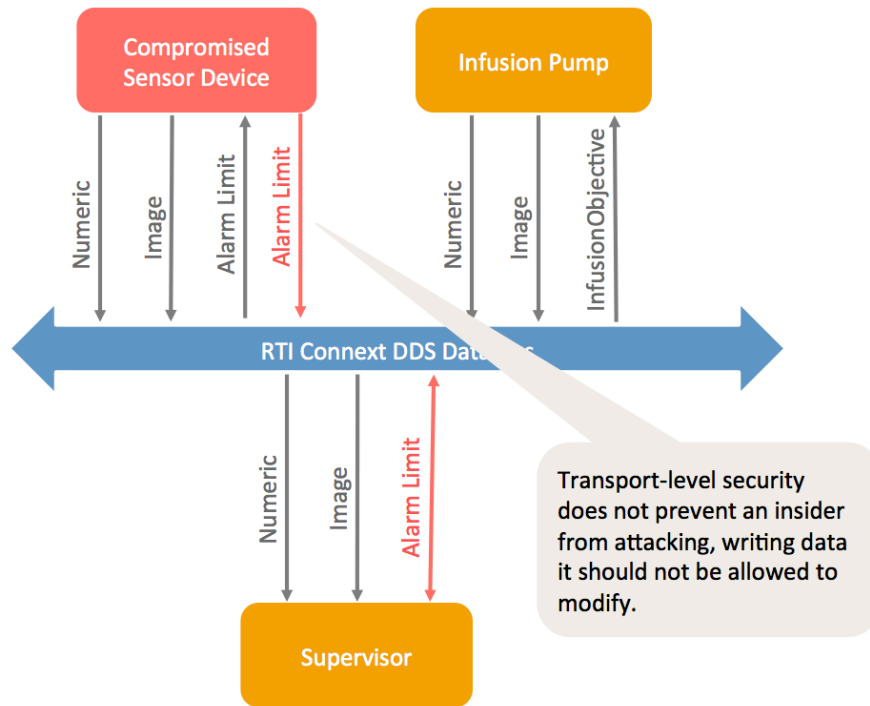 Compromised
Sensor Device
Infusion Pump
Numeric
Image
Alarm Limit
Alarm Limit
Numeric
Image
InfusionObjective
RTI Connext DDS Data
s
Numeric
Image
Alarm Limit
Transport-level security
does not prevent an insider
from attacking, writing data
it should not be allowed to
modify.
Supervisor